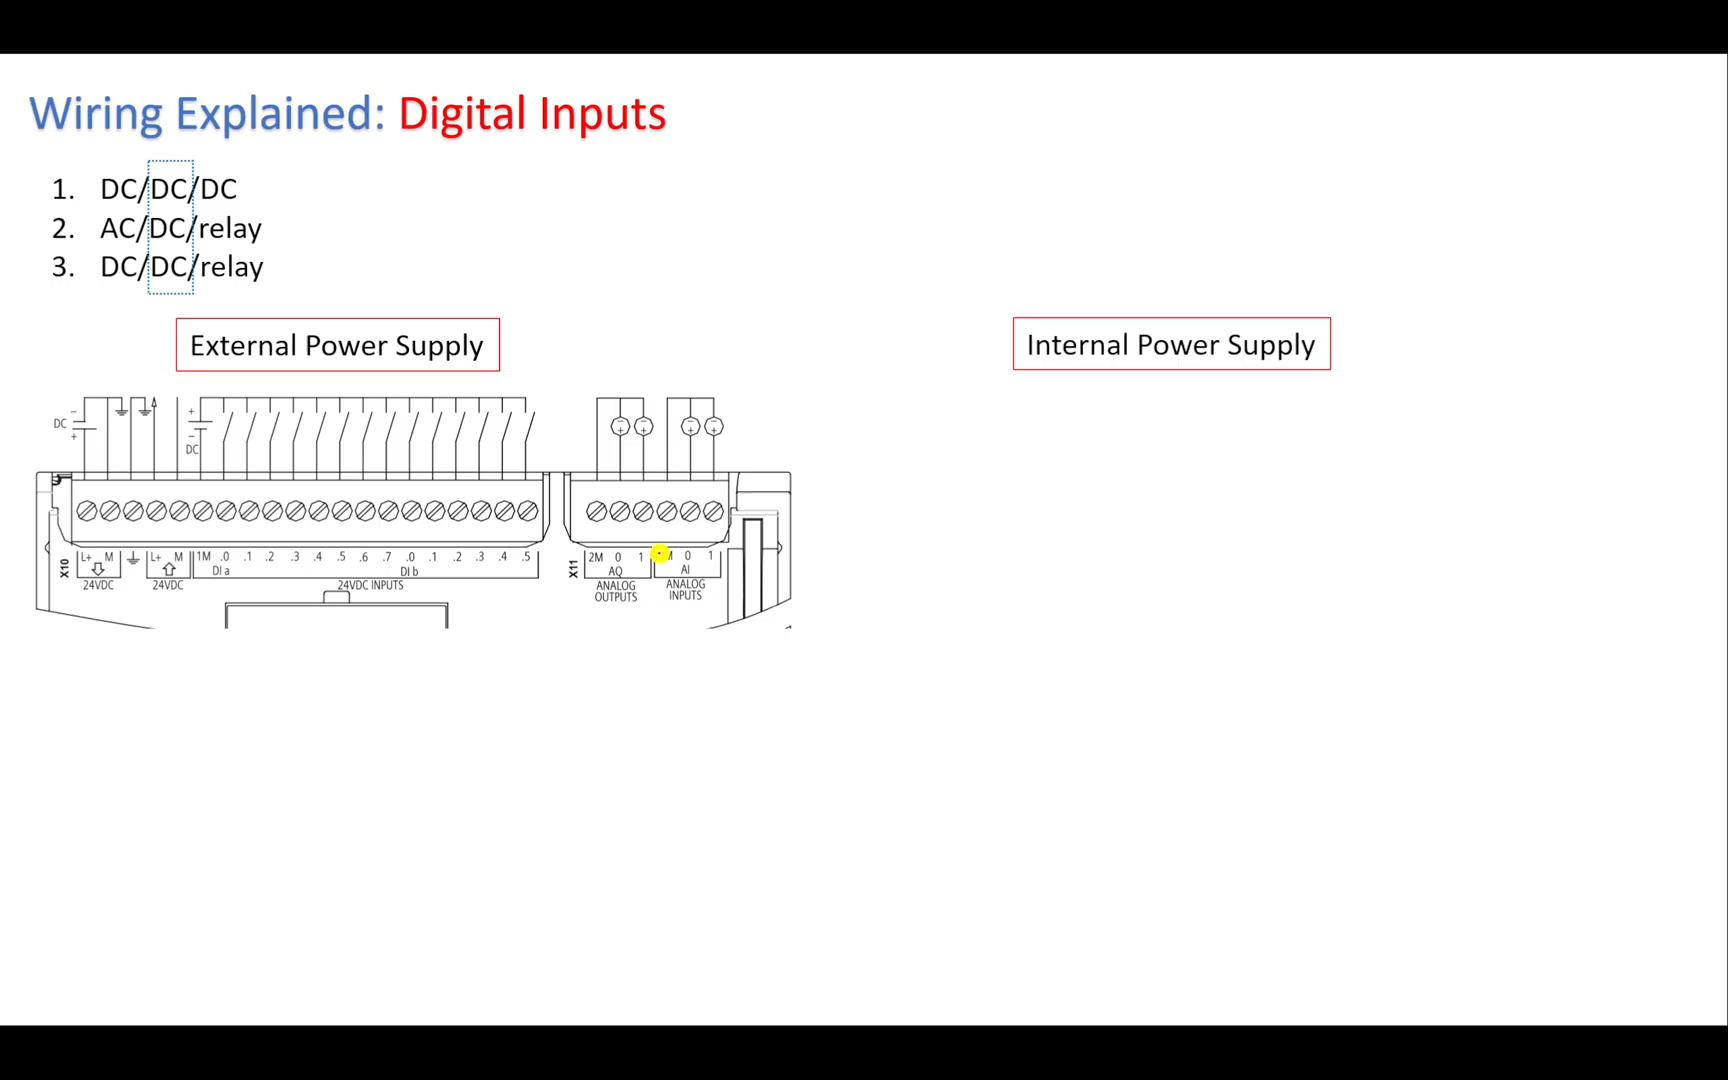 Wiring Explained: Digital Inputs
1. DC/DC/DC
2. AC/DC/relay
3. DC/DC/relay
External Power Supply
Internal Power Supply
DC - +
+ - DC
X10 L+ M L+ M 1M .0 .1 .2 .3 .4 .5 .6 .7 .0 .1 .2 .3 .4 .5
DI a DI b
24VDC 24VDC 24VDC INPUTS
X11 2M 0 1 0 1
AQ AI
ANALOG OUTPUTS
ANALOG INPUTS